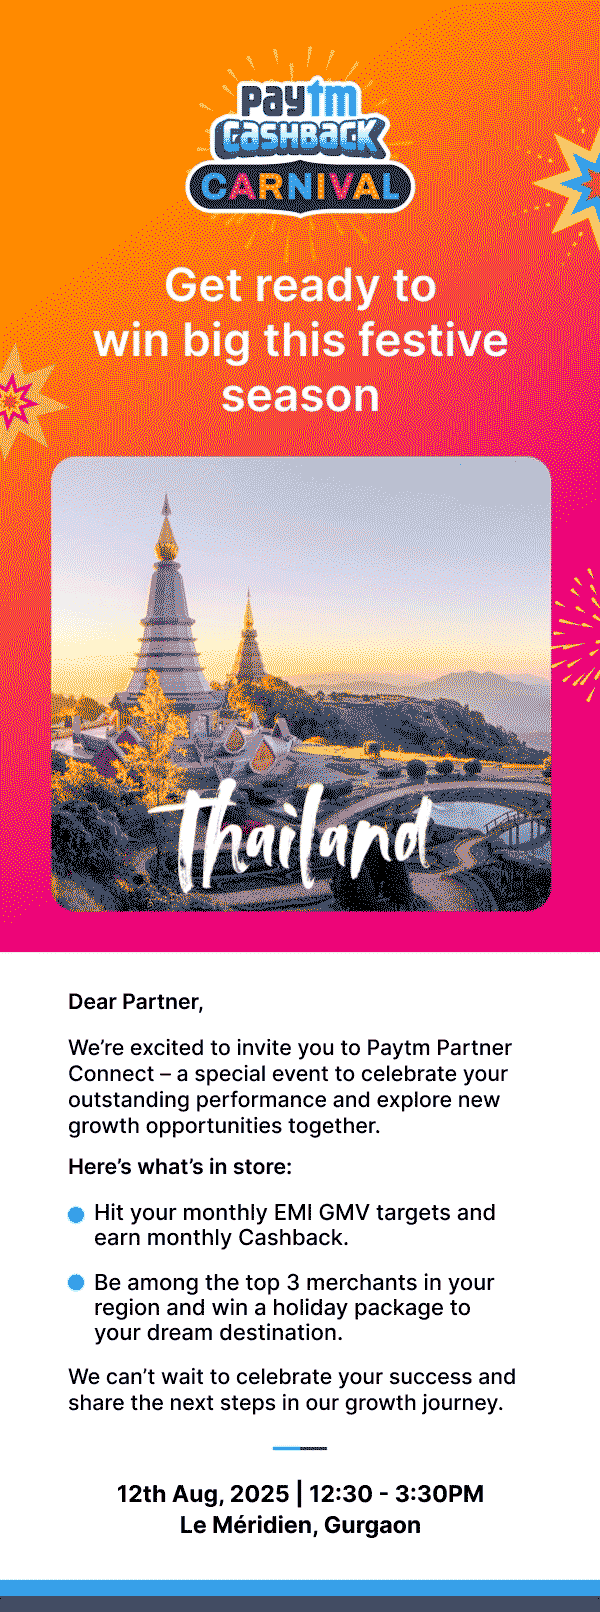 paytm
CASHBACK
CARNIVAL
Get ready to
win big this festive
season
Thailand
Dear Partner,
We’re excited to invite you to Paytm Partner
Connect – a special event to celebrate your
outstanding performance and explore new
growth opportunities together.
Here’s what’s in store:
Hit your monthly EMI GMV targets and
earn monthly Cashback.
Be among the top 3 merchants in your
region and win a holiday package to
your dream destination.
We can’t wait to celebrate your success and
share the next steps in our growth journey.
12th Aug, 2025 | 12:30 - 3:30PM
Le Méridien, Gurgaon